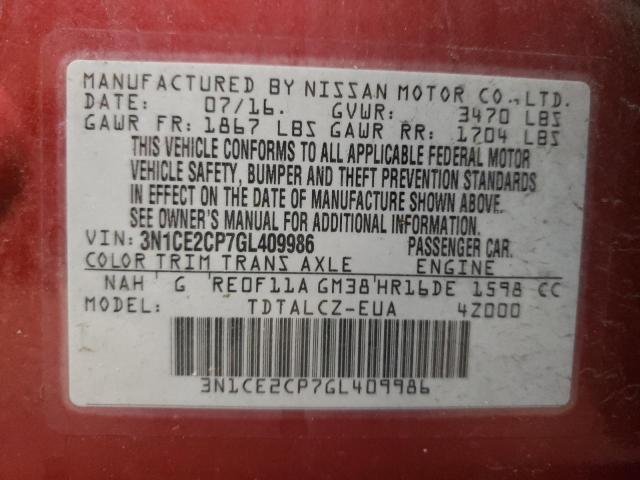 MANUFACTURED BY NISSAN MOTOR CO., LTD.
DATE: 07/16. GVWR: 3470 LBS
GAWR FR: 1867 LBS GAWR RR: 1704 LBS
THIS VEHICLE CONFORMS TO ALL APPLICABLE FEDERAL MOTOR
VEHICLE SAFETY, BUMPER AND THEFT PREVENTION STANDARDS
IN EFFECT ON THE DATE OF MANUFACTURE SHOWN ABOVE.
SEE OWNER'S MANUAL FOR ADDITIONAL INFORMATION.
VIN: 3N1CE2CP7GL409986 PASSENGER CAR.
COLOR TRIM TRANS AXLE ENGINE
NAH G RE0F11A GM38 HR16DE 1598 CC
MODEL: TDTALCZ-EUA 4Z000
3N1CE2CP7GL409986